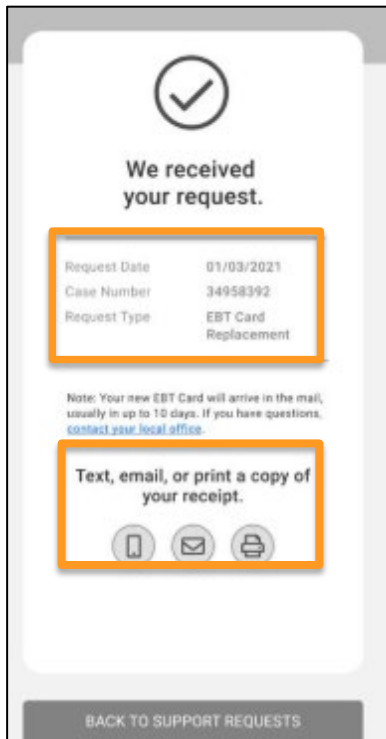 We received
your request.
Request Date 01/03/2021
Case Number 34958392
Request Type EBT Card
Replacement
Note: Your new EBT Card will arrive in the mail,
usually in up to 10 days. If you have questions,
contact your local office.
Text, email, or print a copy of
your receipt.
BACK TO SUPPORT REQUESTS